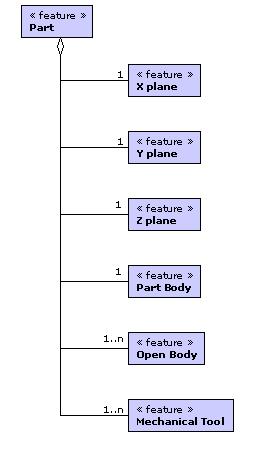 « feature »
Part
1
« feature »
X plane
1
« feature »
Y plane
1
« feature »
Z plane
1
« feature »
Part Body
1..n
« feature »
Open Body
1..n
« feature »
Mechanical Tool